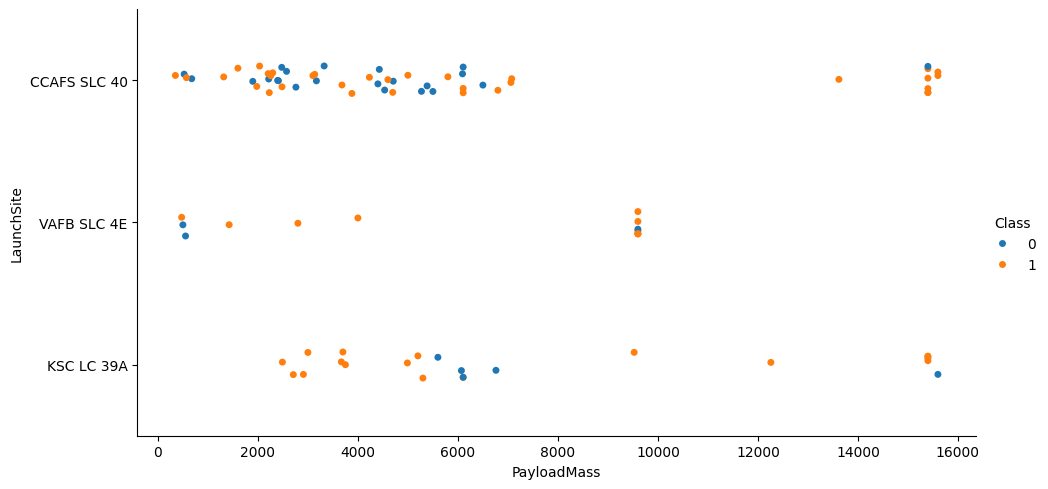 CCAFS SLC 40
VAFB SLC 4E
KSC LC 39A
LaunchSite
0 2000 4000 6000 8000 10000 12000 14000 16000
PayloadMass
Class
0
1